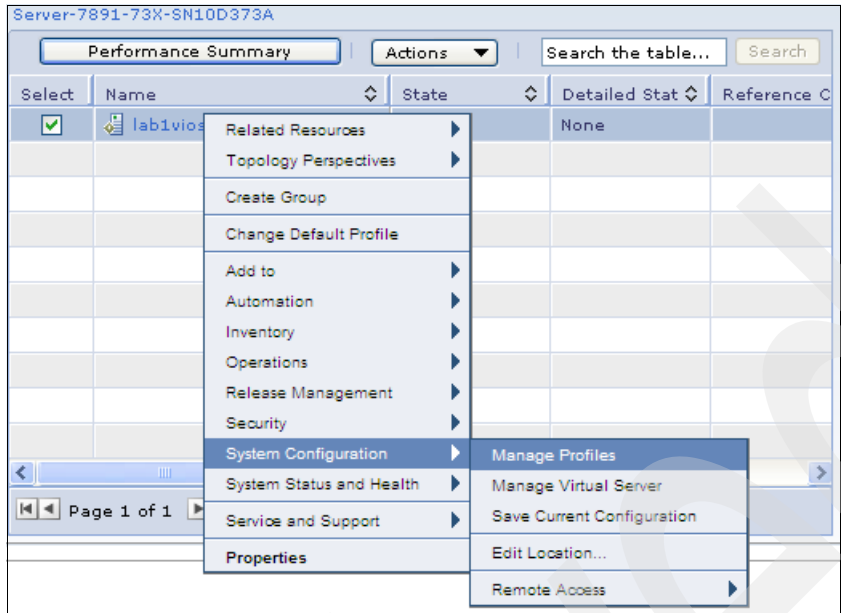 Server-7891-73X-SN10D373A
Performance Summary Actions Search the table... Search
Select Name State Detailed Stat Reference C
lab1vios None
Related Resources
Topology Perspectives
Create Group
Change Default Profile
Add to
Automation
Inventory
Operations
Release Management
Security
System Configuration
System Status and Health
Service and Support
Properties
Manage Profiles
Manage Virtual Server
Save Current Configuration
Edit Location...
Remote Access
Page 1 of 1